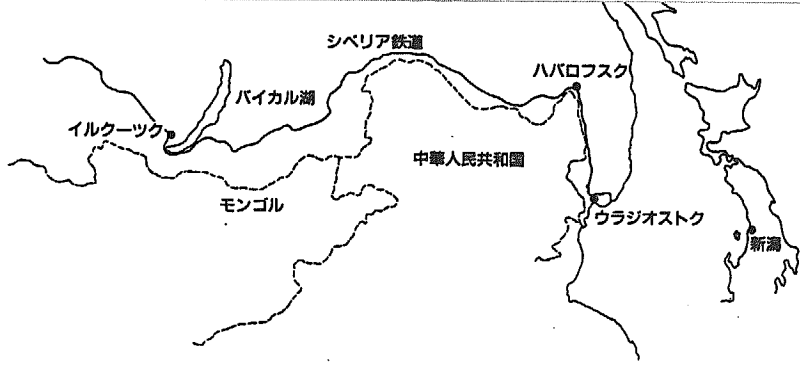 シベリア鉄道
ハバロフスク
バイカル湖
イルクーツク
中華人民共和国
モンゴル
ウラジオストク
新潟